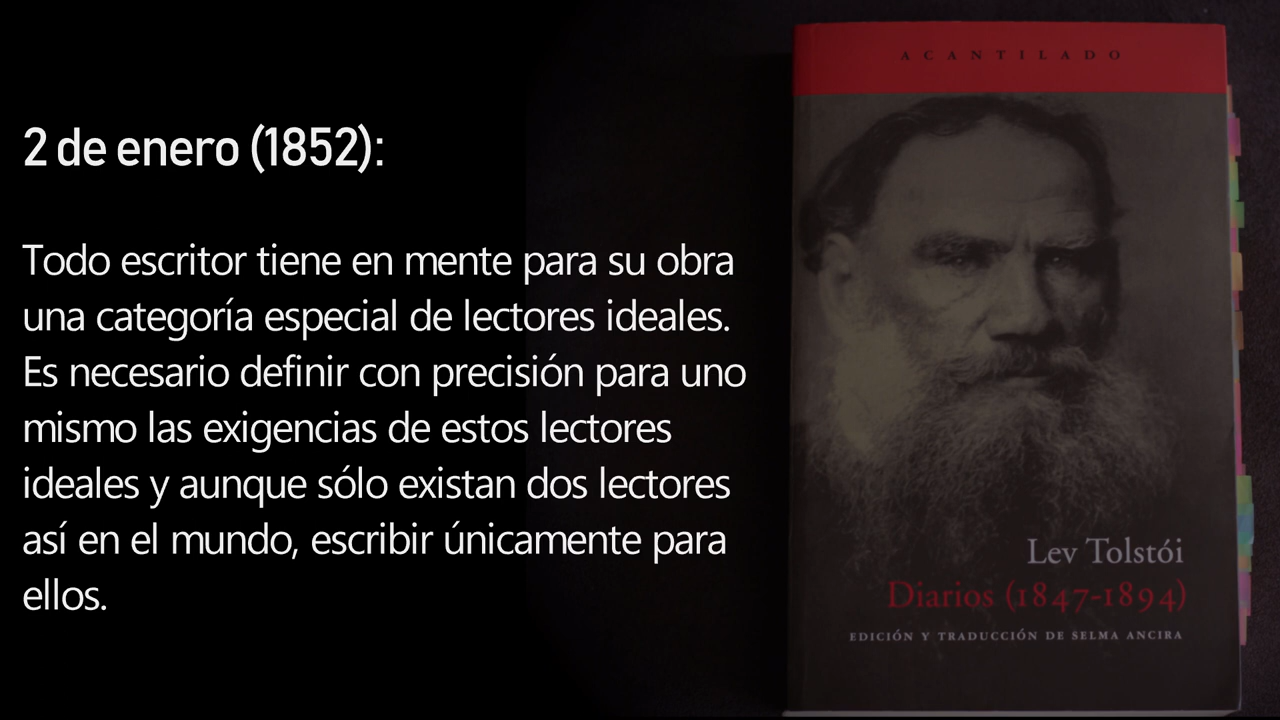 2 de enero (1852):
Todo escritor tiene en mente para su obra
una categoría especial de lectores ideales.
Es necesario definir con precisión para uno
mismo las exigencias de estos lectores
ideales y aunque sólo existan dos lectores
así en el mundo, escribir únicamente para
ellos.
ACANTILADO
Lev Tolstói
Diarios (1847-1894)
EDICIÓN Y TRADUCCIÓN DE SELMA ANCIRA